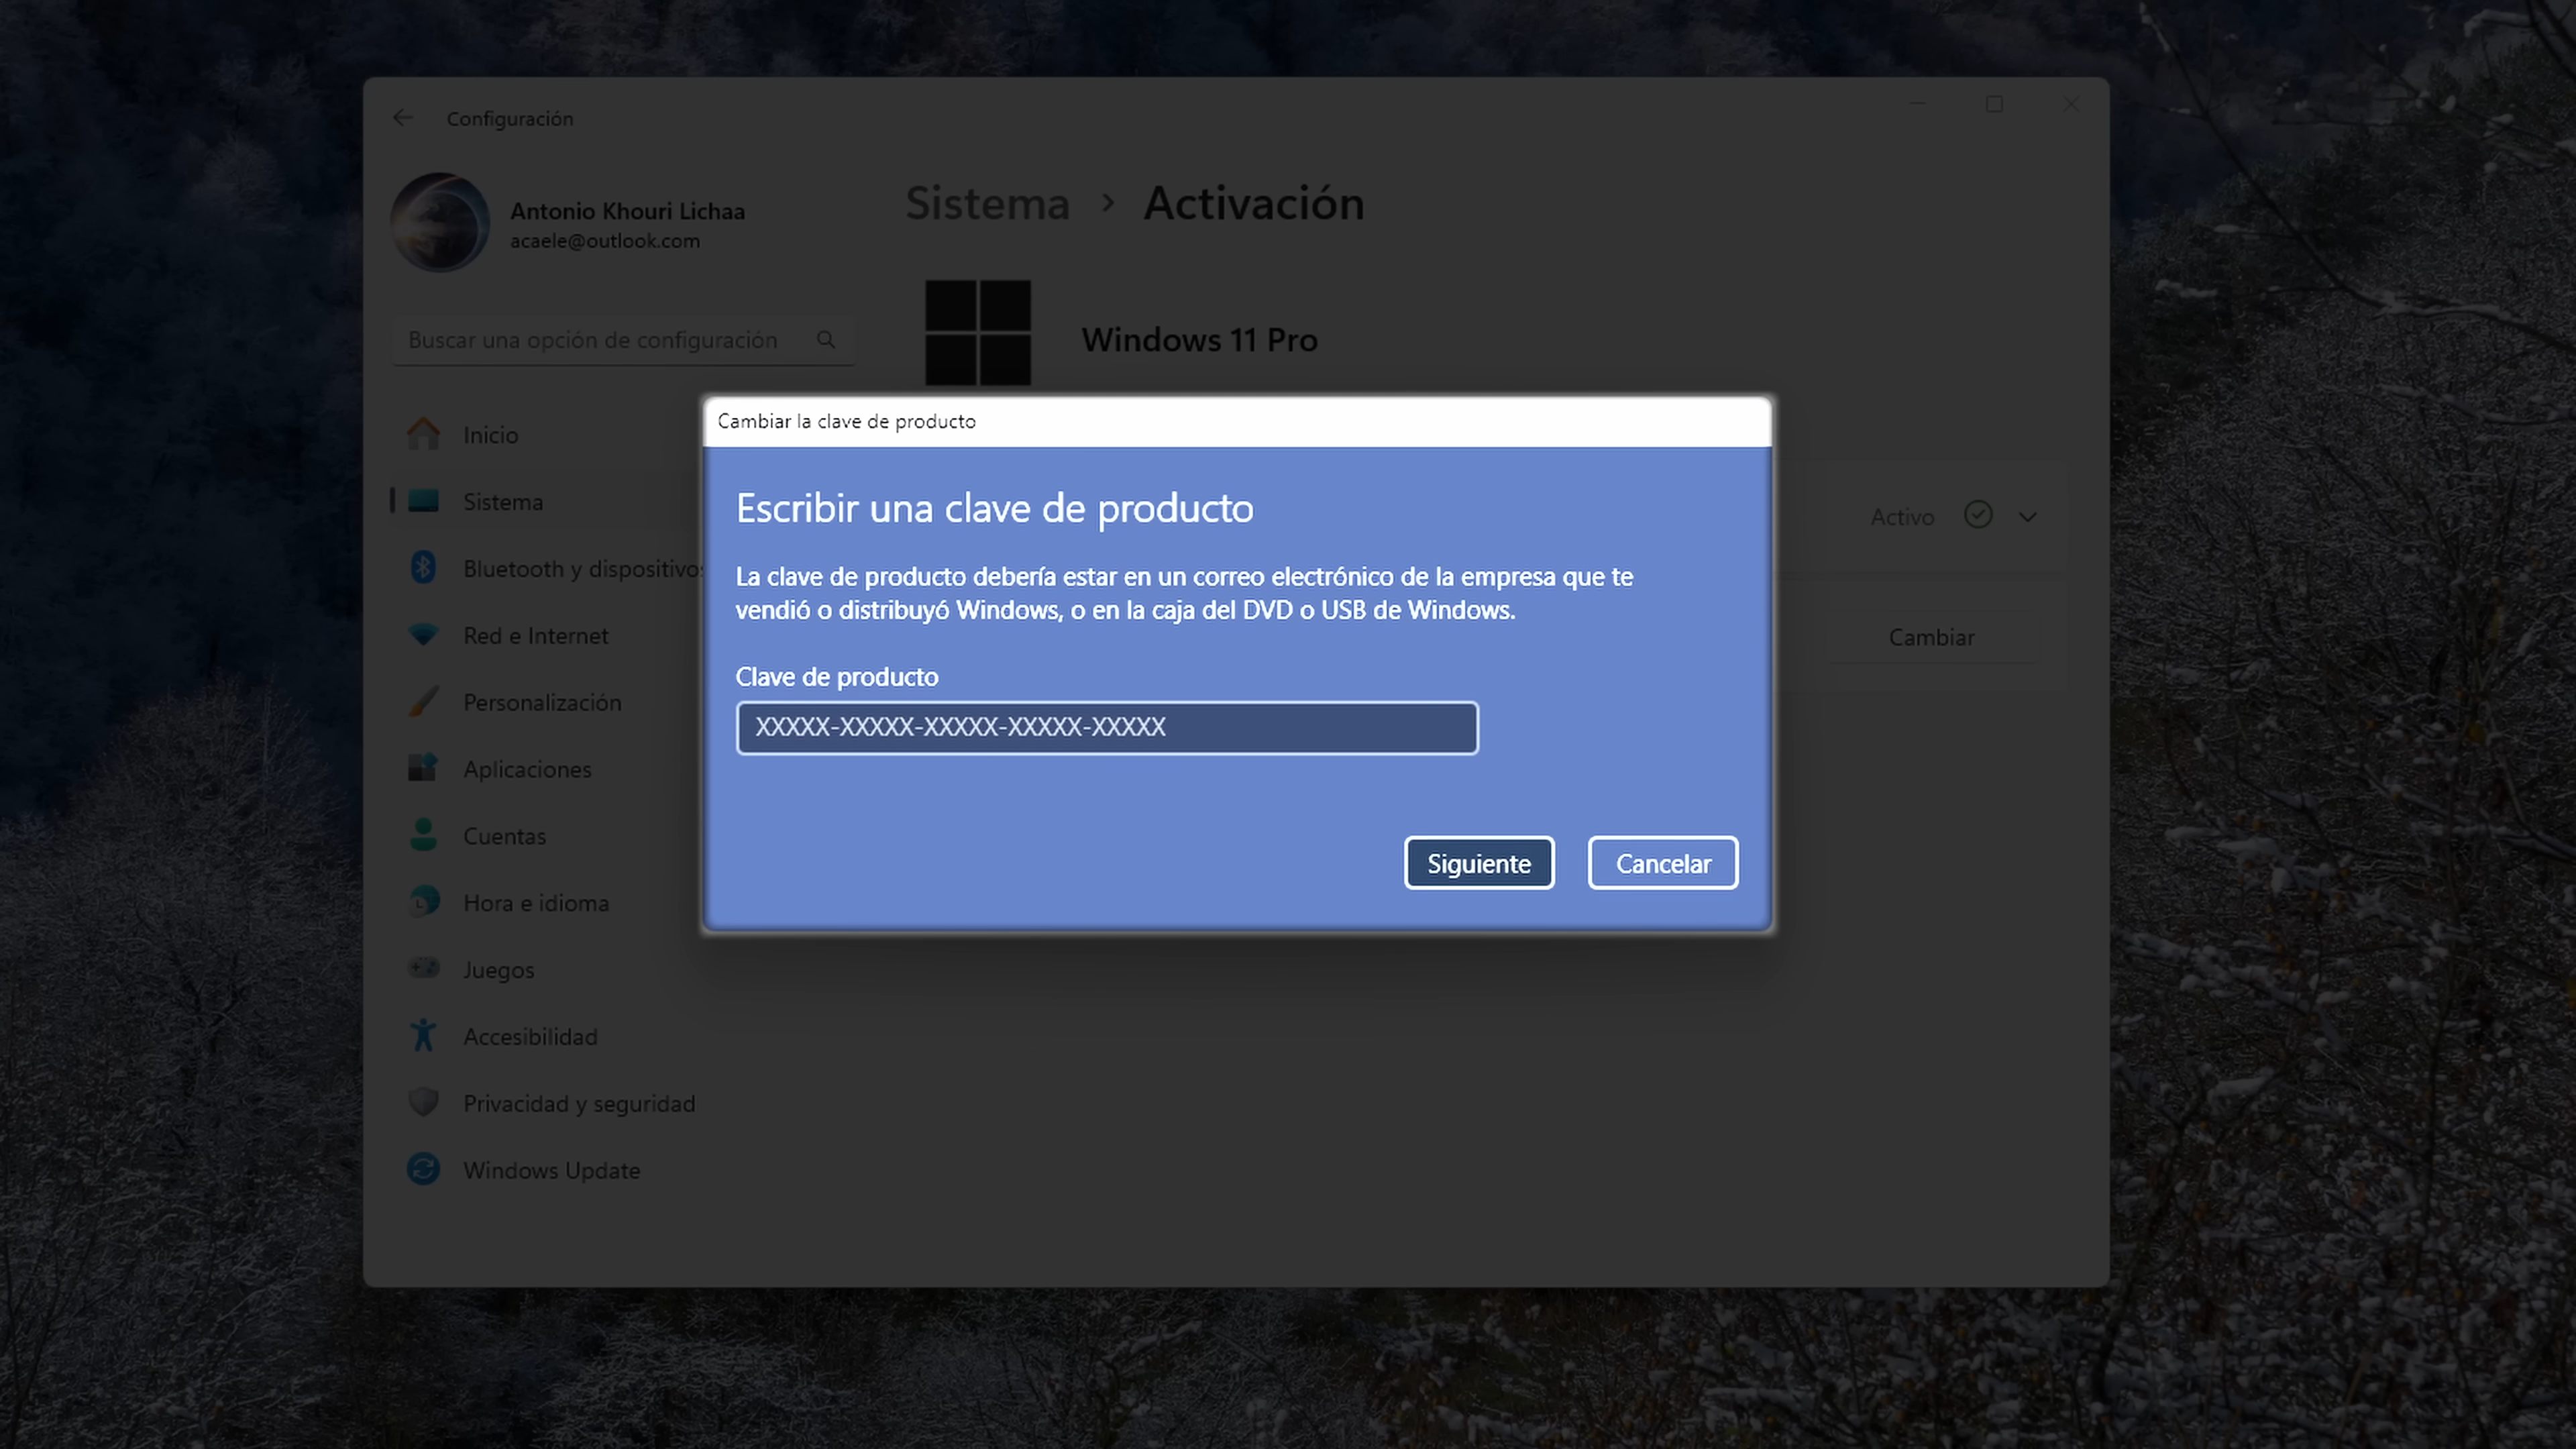 Configuración
Antonio Khouri Lichaa
acaele@outlook.com
Buscar una opción de configuración
Inicio
Sistema
Bluetooth y dispositivos
Red e Internet
Personalización
Aplicaciones
Cuentas
Hora e idioma
Juegos
Accesibilidad
Privacidad y seguridad
Windows Update
Sistema > Activación
Windows 11 Pro
Activo
Cambiar
Cambiar la clave de producto
Escribir una clave de producto
La clave de producto debería estar en un correo electrónico de la empresa que te
vendió o distribuyó Windows, o en la caja del DVD o USB de Windows.
Clave de producto
XXXXX-XXXXX-XXXXX-XXXXX-XXXXX
Siguiente
Cancelar